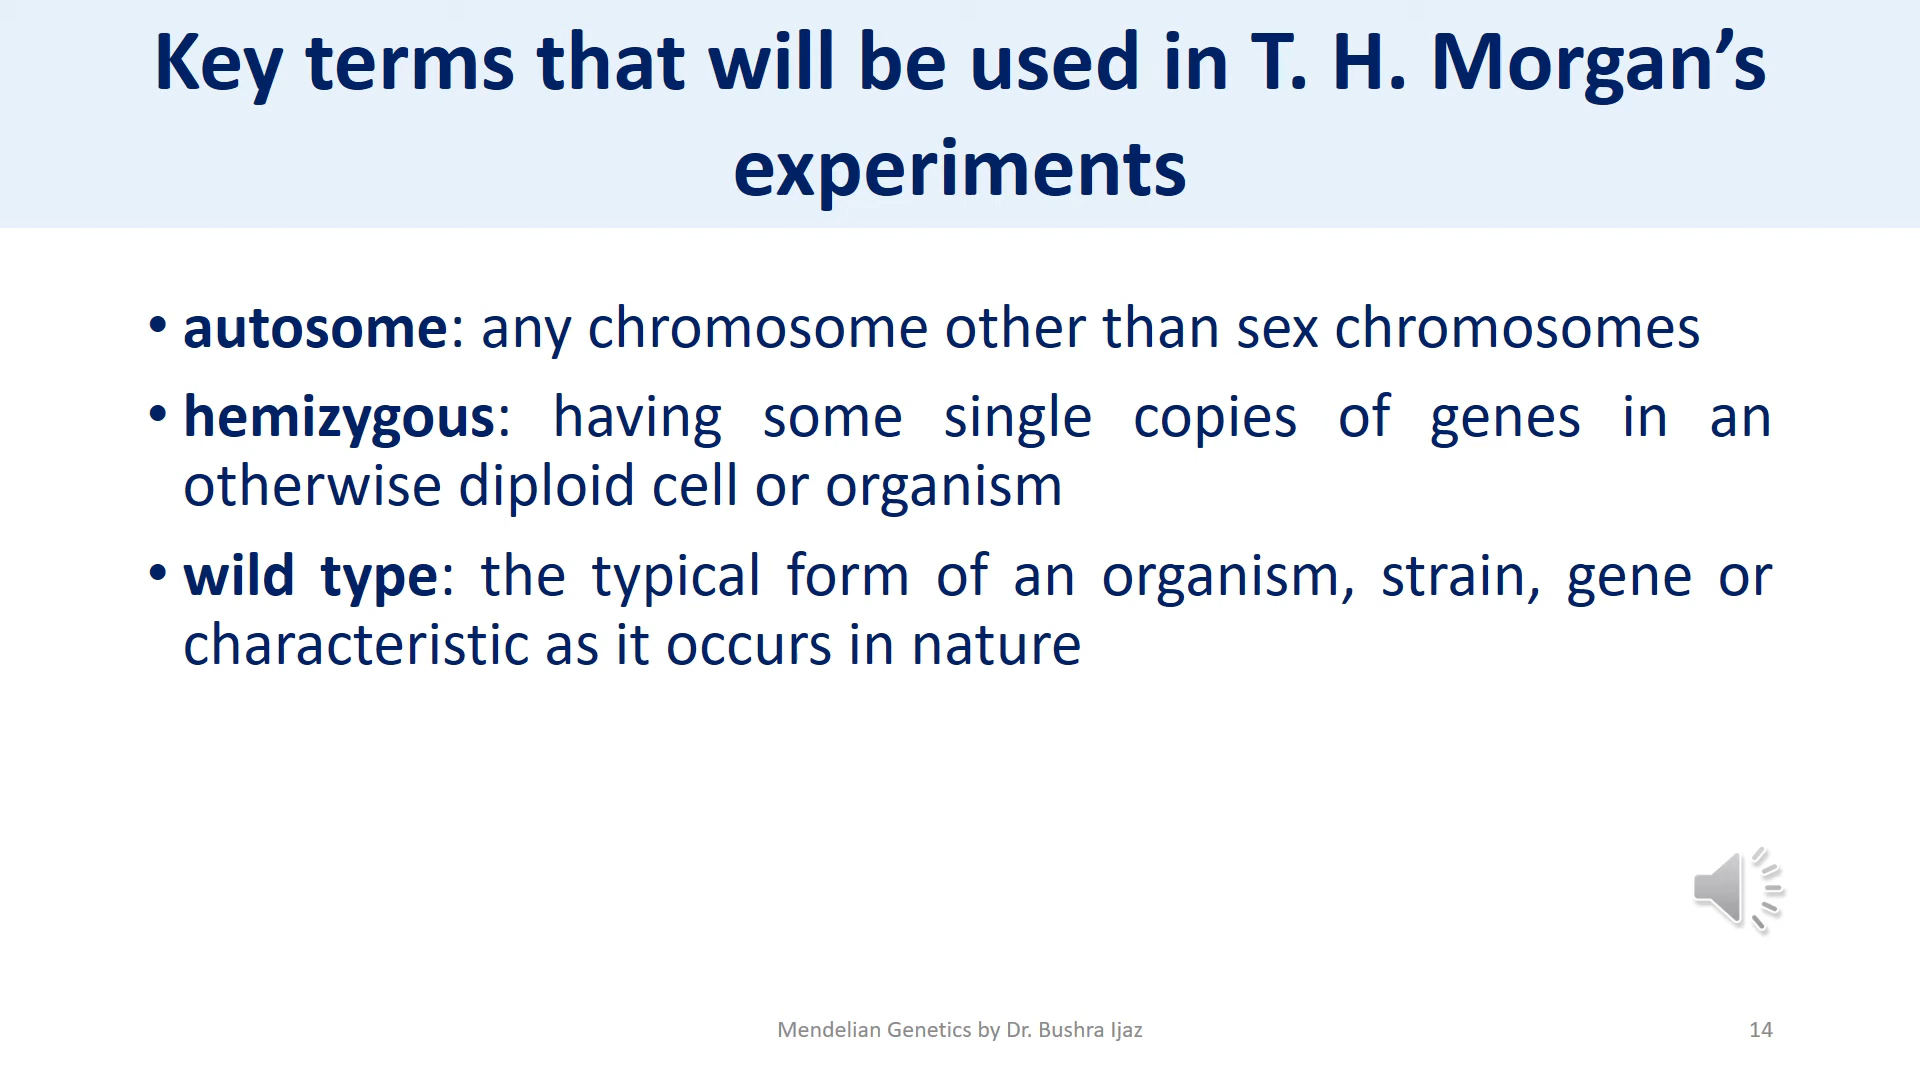 Key terms that will be used in T. H. Morgan’s
experiments
• autosome: any chromosome other than sex chromosomes
• hemizygous: having some single copies of genes in an
otherwise diploid cell or organism
• wild type: the typical form of an organism, strain, gene or
characteristic as it occurs in nature
Mendelian Genetics by Dr. Bushra Ijaz
14